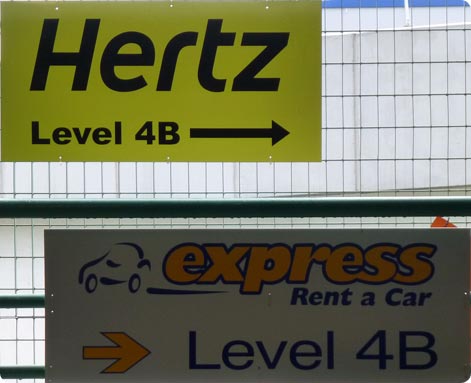 Hertz
Level 4B
express
Rent a Car
Level 4B